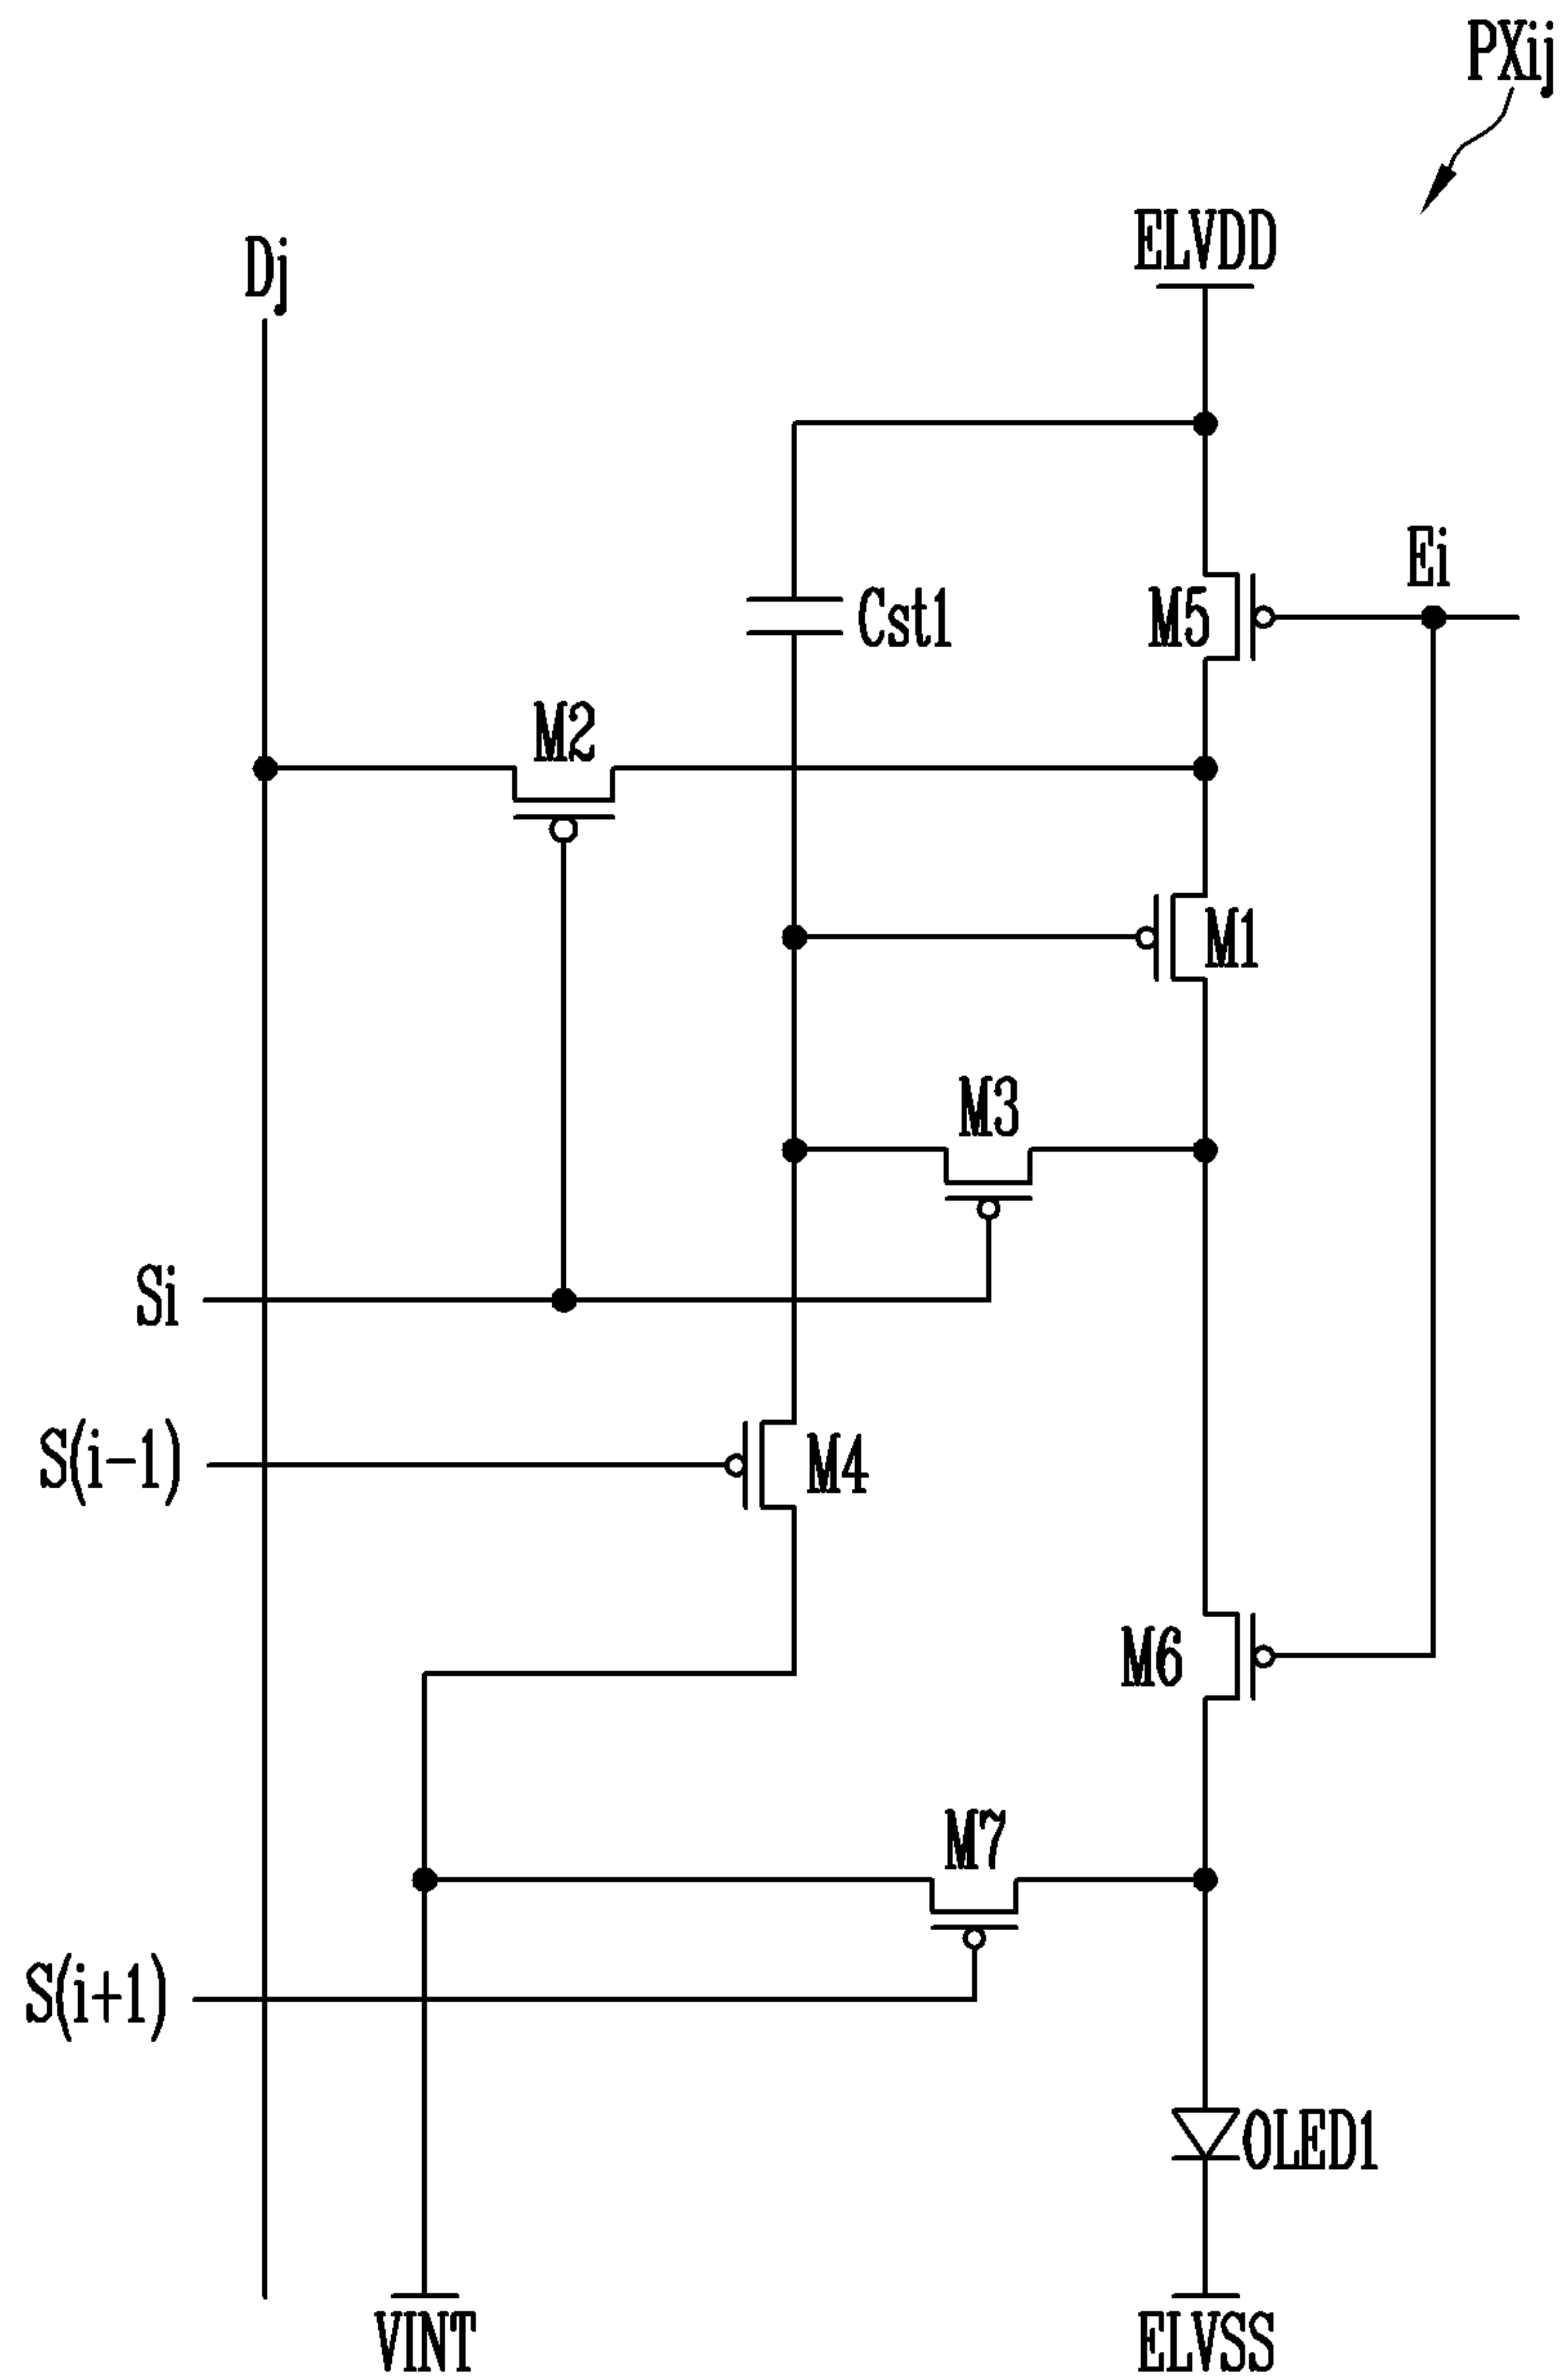 PXij
ELVDD
Dj
Ei
M5
Cst1
M2
M1
M3
Si
S(i-1)
M4
M6
M7
S(i+1)
OLED1
VINT
ELVSS